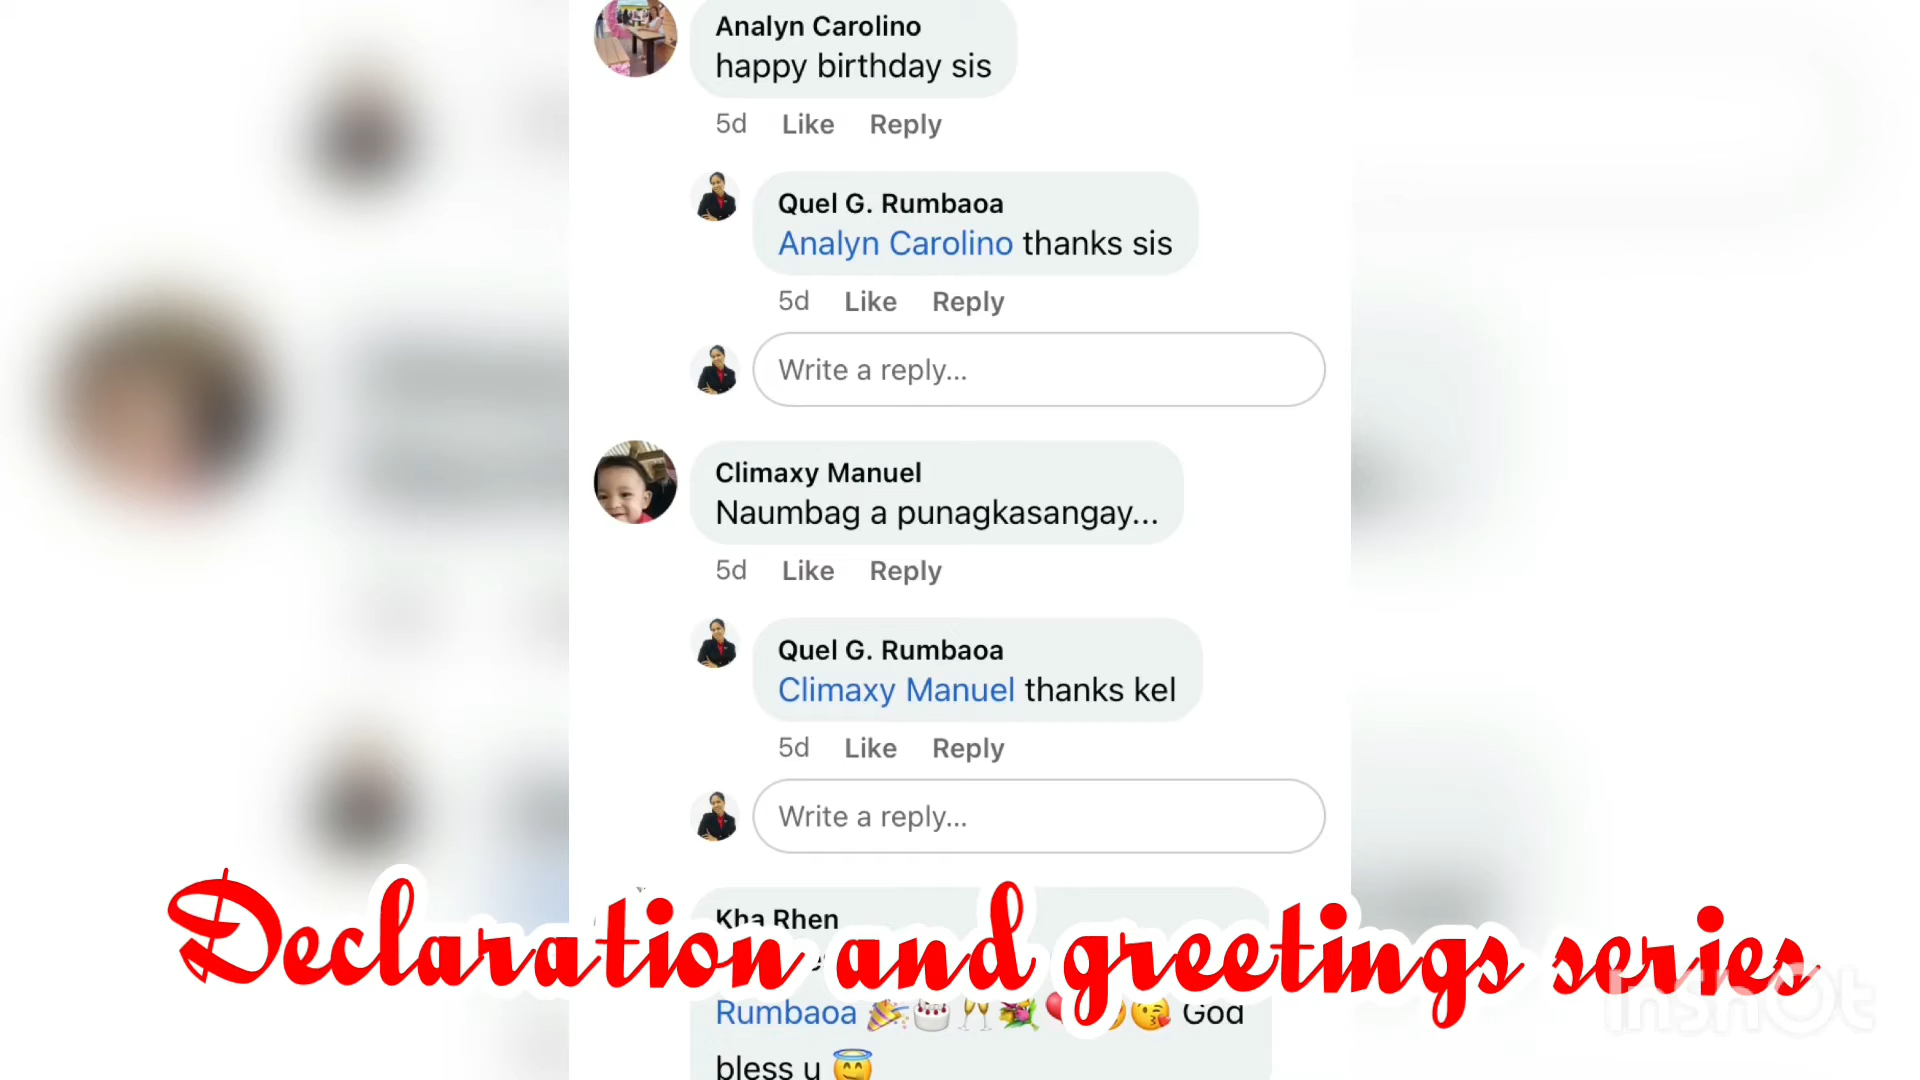 Analyn Carolino
happy birthday sis
5d Like Reply
Quel G. Rumbaoa
Analyn Carolino thanks sis
5d Like Reply
Write a reply...
Climaxy Manuel
Naumbag a punagkasangay...
5d Like Reply
Quel G. Rumbaoa
Climaxy Manuel thanks kel
5d Like Reply
Write a reply...
Kha Rhen
Declaration and greetings series
Rumbaoa 🎉🎂🥂💐🎈😘 God
bless u 😇
InShOt